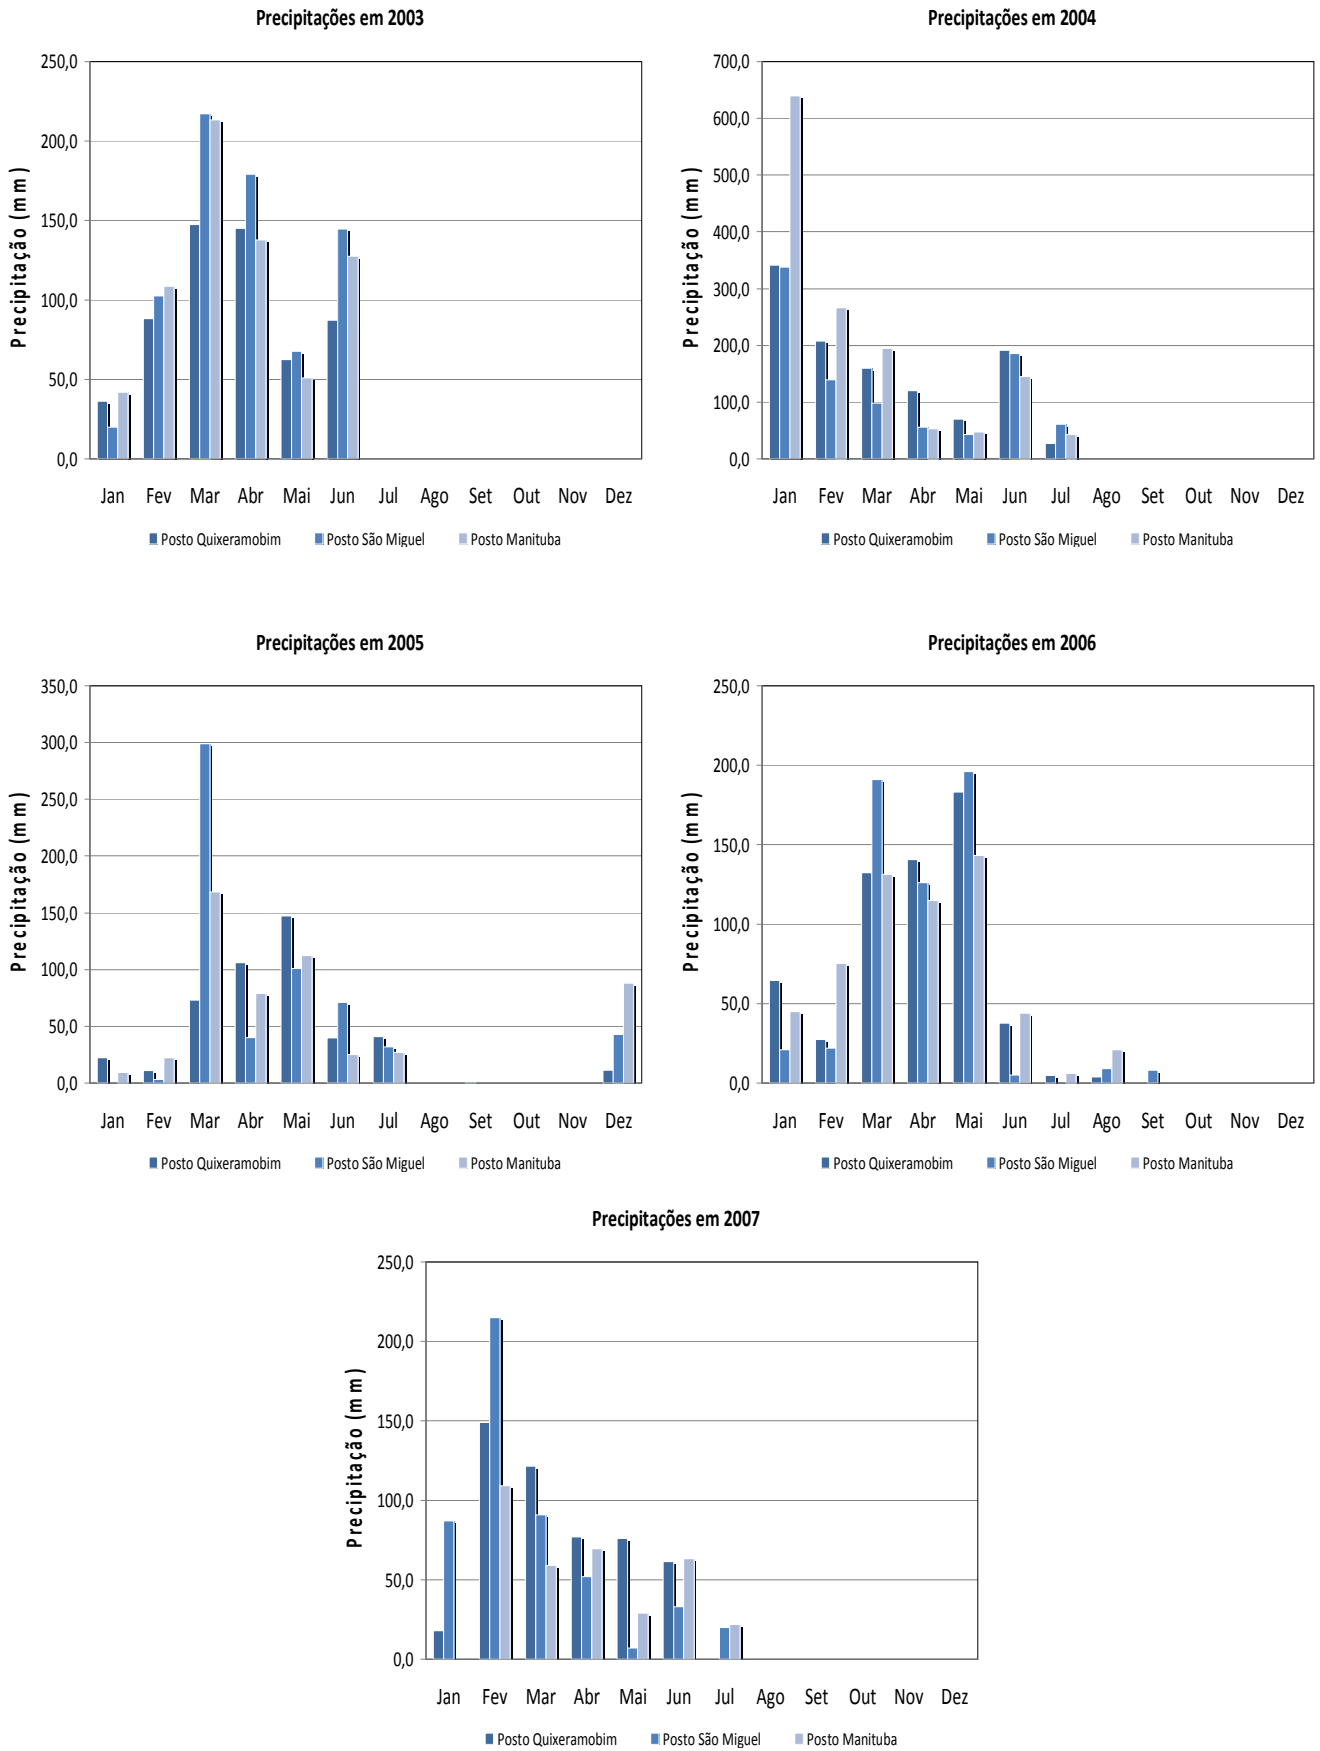 Precipitações em 2003
Precipitação (mm)
250,0
200,0
150,0
100,0
50,0
0,0
Jan Fev Mar Abr Mai Jun Jul Ago Set Out Nov Dez
Posto Quixeramobim Posto São Miguel Posto Manituba
Precipitações em 2004
Precipitação (mm)
700,0
600,0
500,0
400,0
300,0
200,0
100,0
0,0
Jan Fev Mar Abr Mai Jun Jul Ago Set Out Nov Dez
Posto Quixeramobim Posto São Miguel Posto Manituba
Precipitações em 2005
Precipitação (mm)
350,0
300,0
250,0
200,0
150,0
100,0
50,0
0,0
Jan Fev Mar Abr Mai Jun Jul Ago Set Out Nov Dez
Posto Quixeramobim Posto São Miguel Posto Manituba
Precipitações em 2006
Precipitação (mm)
250,0
200,0
150,0
100,0
50,0
0,0
Jan Fev Mar Abr Mai Jun Jul Ago Set Out Nov Dez
Posto Quixeramobim Posto São Miguel Posto Manituba
Precipitações em 2007
Precipitação (mm)
250,0
200,0
150,0
100,0
50,0
0,0
Jan Fev Mar Abr Mai Jun Jul Ago Set Out Nov Dez
Posto Quixeramobim Posto São Miguel Posto Manituba